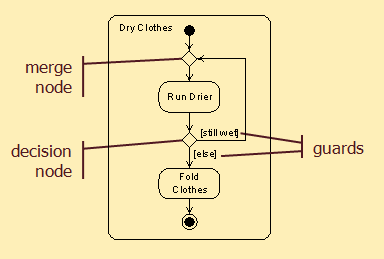 Dry Clothes
merge
node
Run Drier
[still wet]
decision
node
guards
[else]
Fold
Clothes